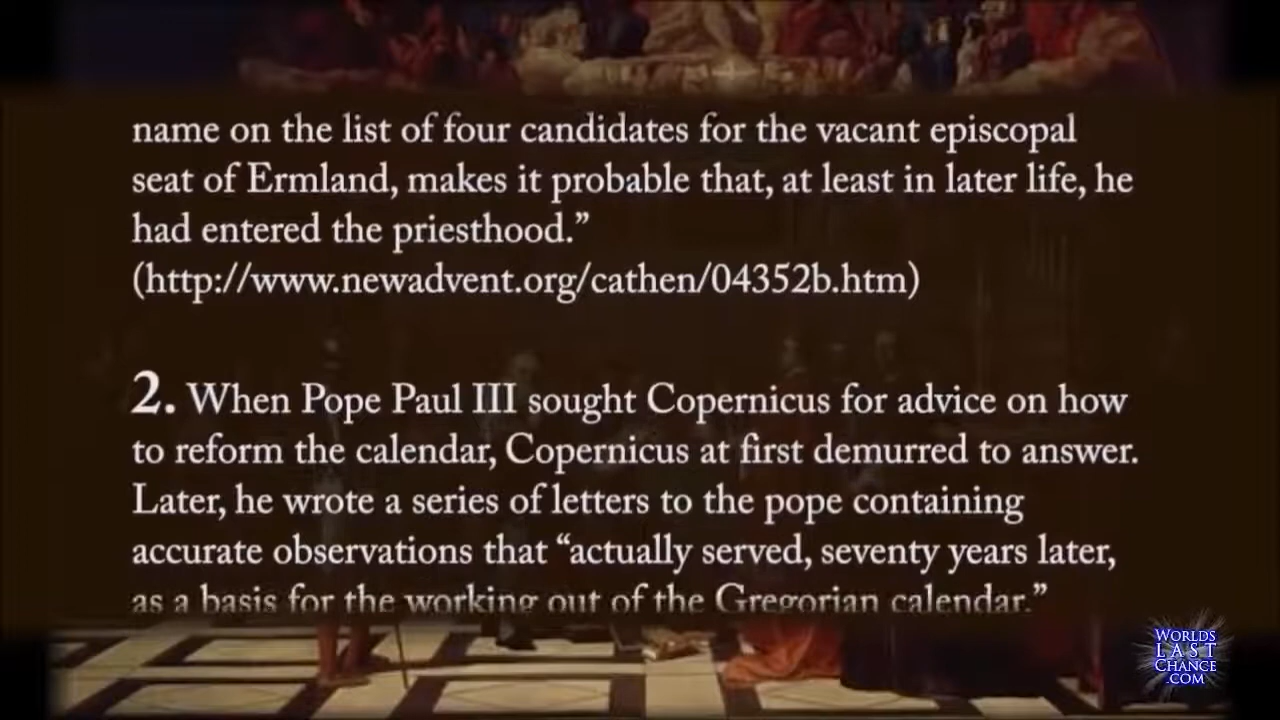 name on the list of four candidates for the vacant episcopal
seat of Ermland, makes it probable that, at least in later life, he
had entered the priesthood.”
(http://www.newadvent.org/cathen/04352b.htm)
2. When Pope Paul III sought Copernicus for advice on how
to reform the calendar, Copernicus at first demurred to answer.
Later, he wrote a series of letters to the pope containing
accurate observations that “actually served, seventy years later,
as a basis for the working out of the Gregorian calendar.”
WORLDS
LAST
CHANCE
.COM